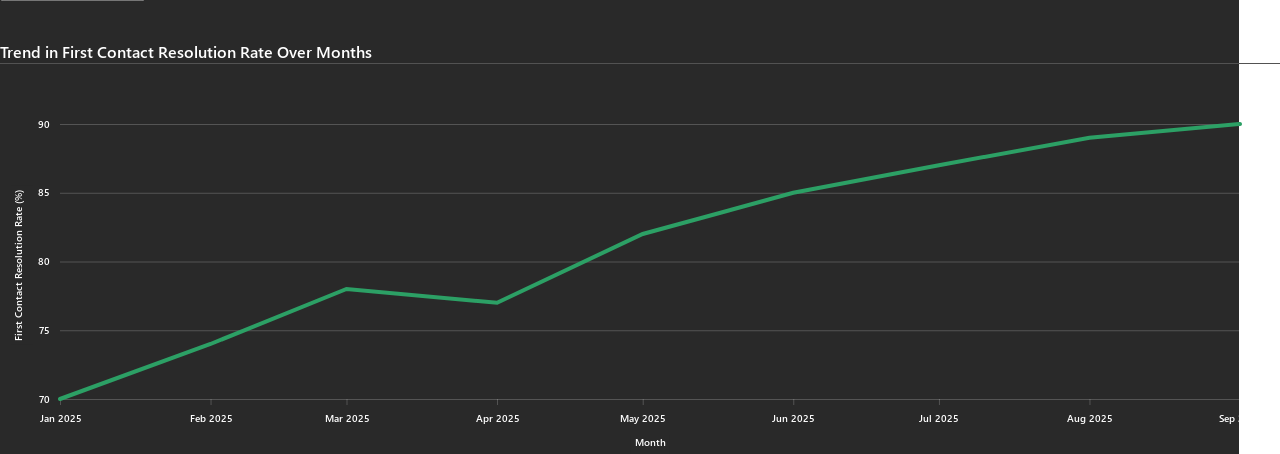 Trend in First Contact Resolution Rate Over Months
90
85
80
75
70
First Contact Resolution Rate (%)
Jan 2025 Feb 2025 Mar 2025 Apr 2025 May 2025 Jun 2025 Jul 2025 Aug 2025 Sep
Month